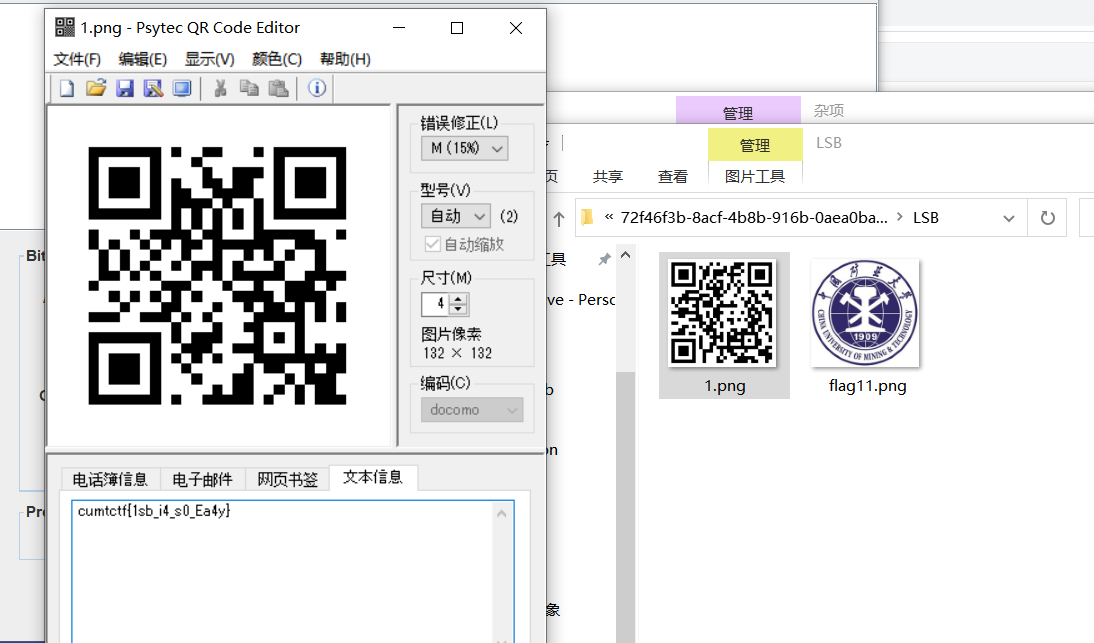 1.png - Psytec QR Code Editor
文件(F) 编辑(E) 显示(V) 颜色(C) 帮助(H)
错误修正(L)
M (15%)
型号(V)
自动 (2)
自动缩放
尺寸(M)
4
图片像素
132 × 132
编码(C)
docomo
电话簿信息 电子邮件 网页书签 文本信息
cumtctf{1sb_i4_s0_Ea4y}
管理 杂项
管理 LSB
页 共享 查看 图片工具
« 72f46f3b-8acf-4b8b-916b-0aea0ba... > LSB
工具
ve - Perso
b
on
象
Bit
Pre
1.png
flag11.png
CHINA UNIVERSITY OF MINING & TECHNOLOGY
1909